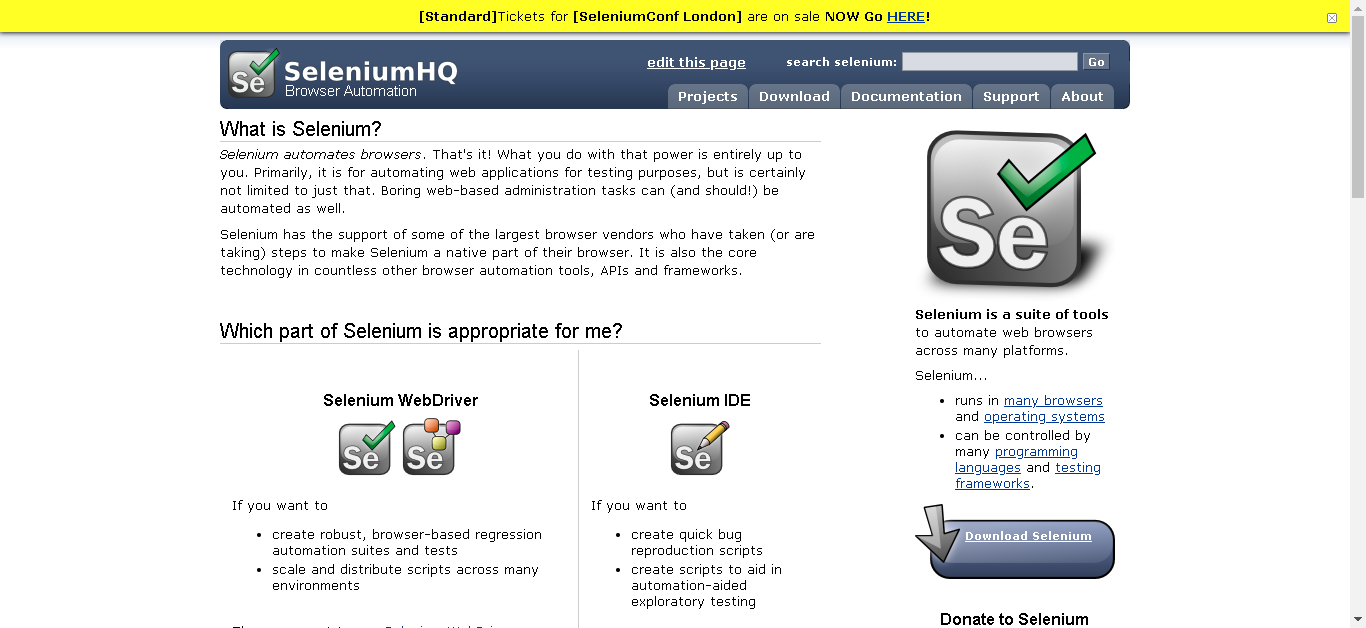 [Standard]Tickets for [SeleniumConf London] are on sale NOW Go HERE!
Se
SeleniumHQ
Browser Automation
edit this page
search selenium:
Go
Projects
Download
Documentation
Support
About
What is Selenium?
Selenium automates browsers. That's it! What you do with that power is entirely up to
you. Primarily, it is for automating web applications for testing purposes, but is certainly
not limited to just that. Boring web-based administration tasks can (and should!) be
automated as well.
Selenium has the support of some of the largest browser vendors who have taken (or are
taking) steps to make Selenium a native part of their browser. It is also the core
technology in countless other browser automation tools, APIs and frameworks.
Which part of Selenium is appropriate for me?
Selenium WebDriver
Se
Se
If you want to
• create robust, browser-based regression
automation suites and tests
• scale and distribute scripts across many
environments
Selenium IDE
Se
If you want to
• create quick bug
reproduction scripts
• create scripts to aid in
automation-aided
exploratory testing
Se
Selenium is a suite of tools
to automate web browsers
across many platforms.
Selenium...
• runs in many browsers
and operating systems
• can be controlled by
many programming
languages and testing
frameworks.
Download Selenium
Donate to Selenium